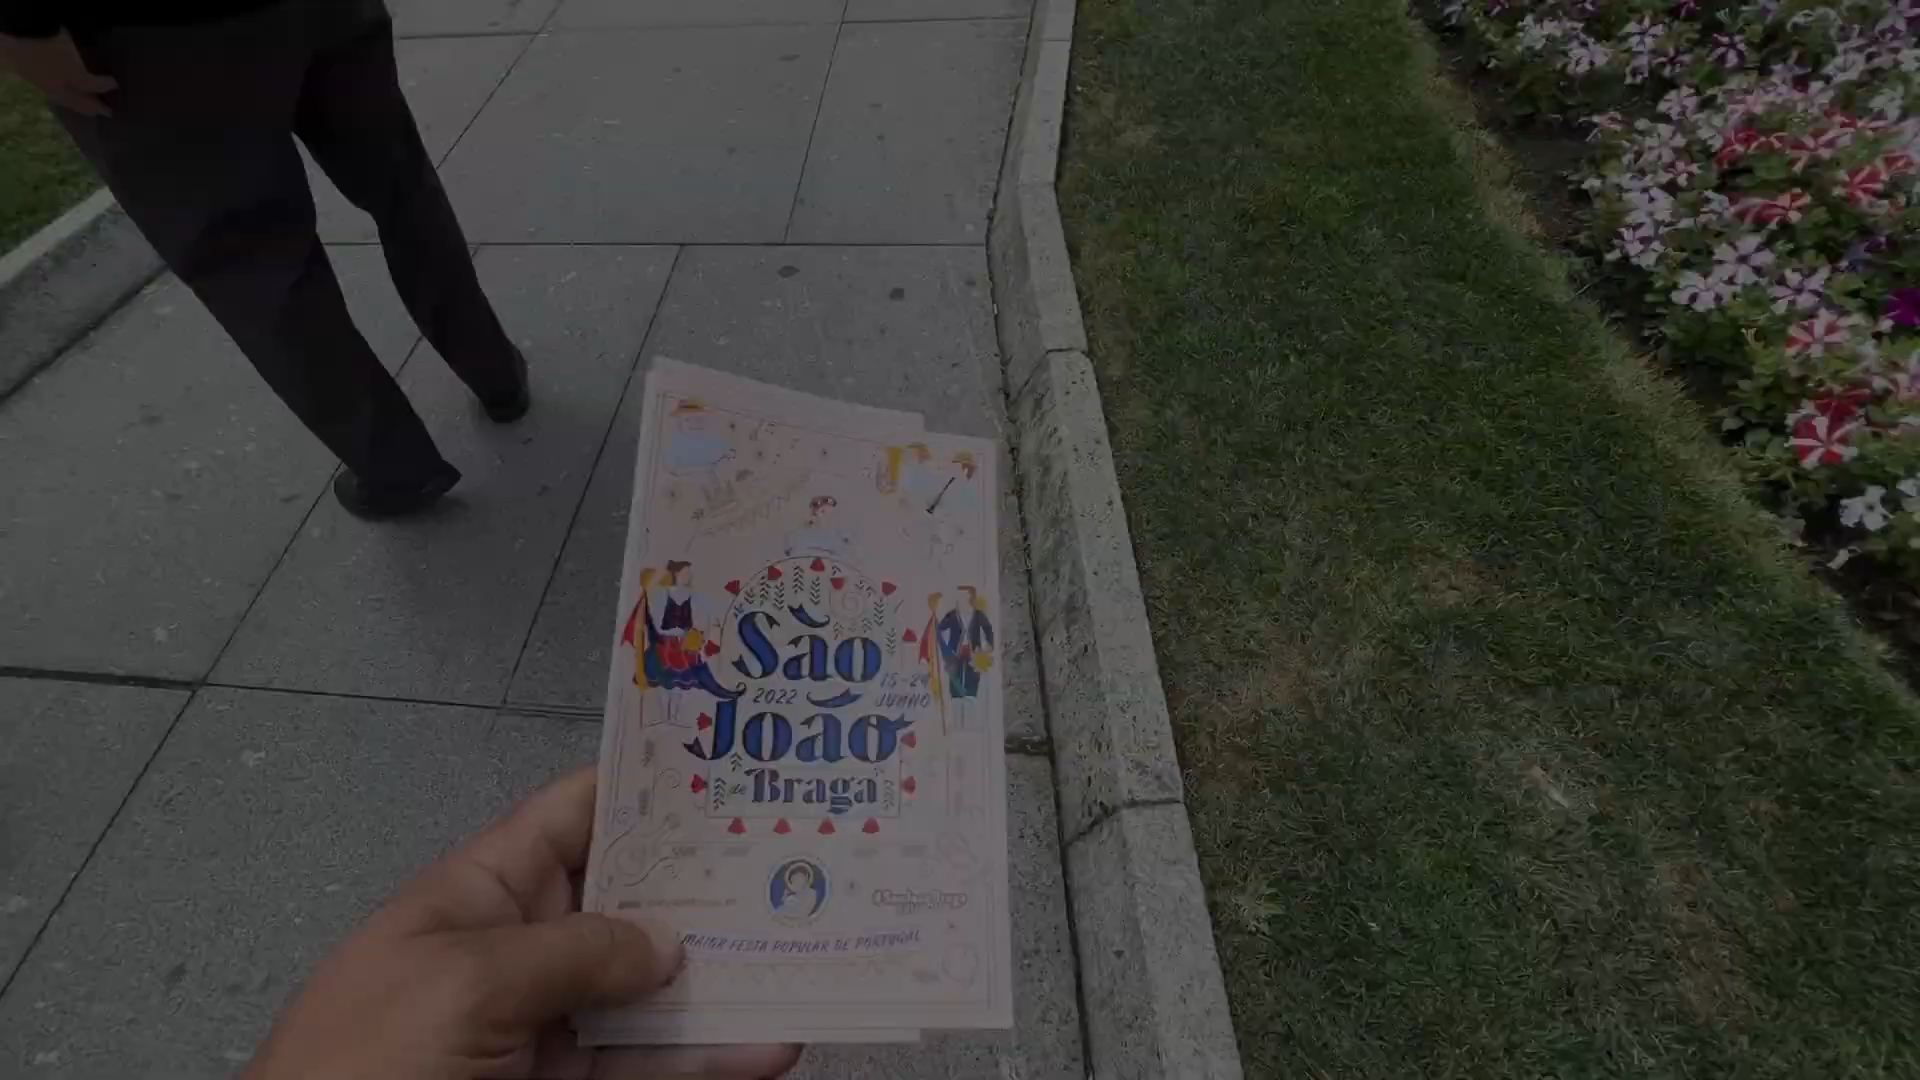 São
2022
15-24
JUNHO
João
de Braga
MAIOR FESTA POPULAR DE PORTUGAL